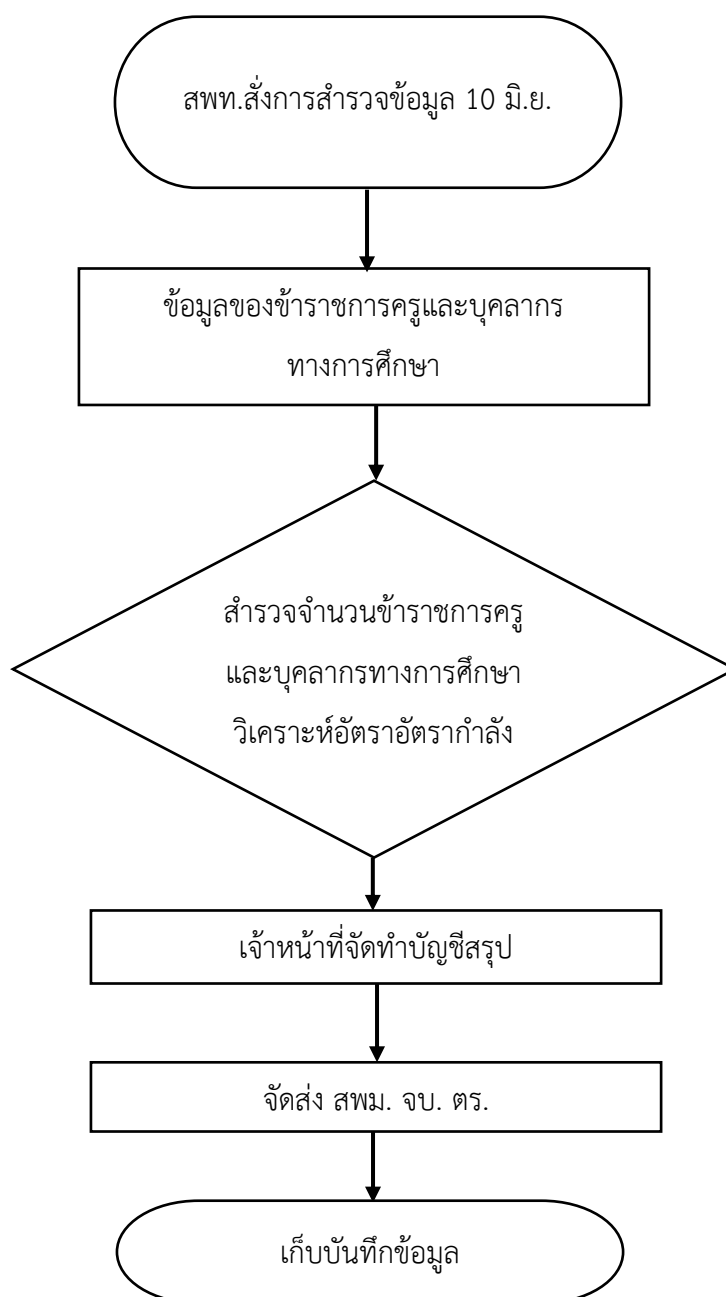 สพท.สั่งการสำรวจข้อมูล 10 มิ.ย.
ข้อมูลของข้าราชการครูและบุคลากร
ทางการศึกษา
สำรวจจำนวนข้าราชการครู
และบุคลากรทางการศึกษา
วิเคราะห์อัตราอัตรากำลัง
เจ้าหน้าที่จัดทำบัญชีสรุป
จัดส่ง สพม. จบ. ตร.
เก็บบันทึกข้อมูล